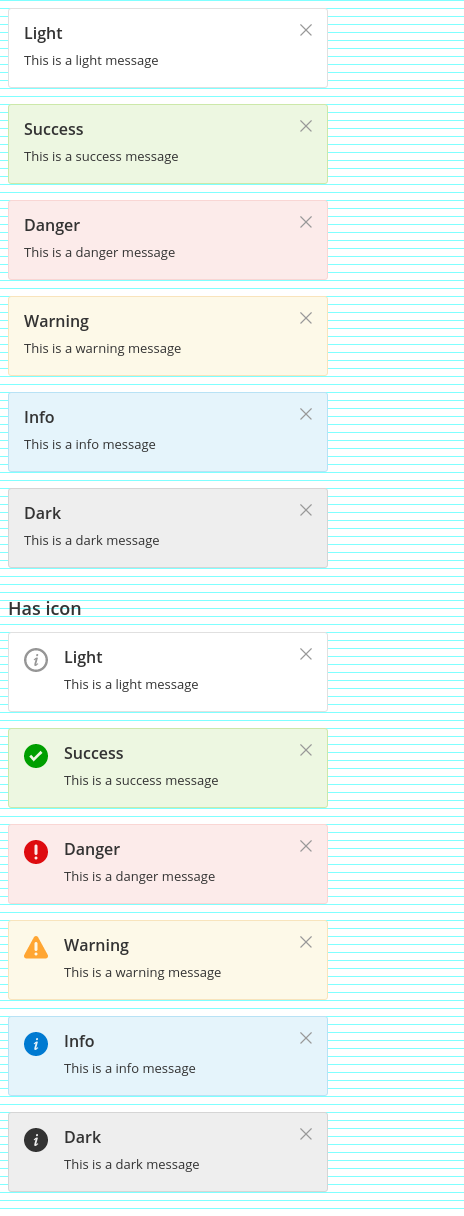 Light
This is a light message
Success
This is a success message
Danger
This is a danger message
Warning
This is a warning message
Info
This is a info message
Dark
This is a dark message
Has icon
Light
This is a light message
Success
This is a success message
Danger
This is a danger message
Warning
This is a warning message
Info
This is a info message
Dark
This is a dark message